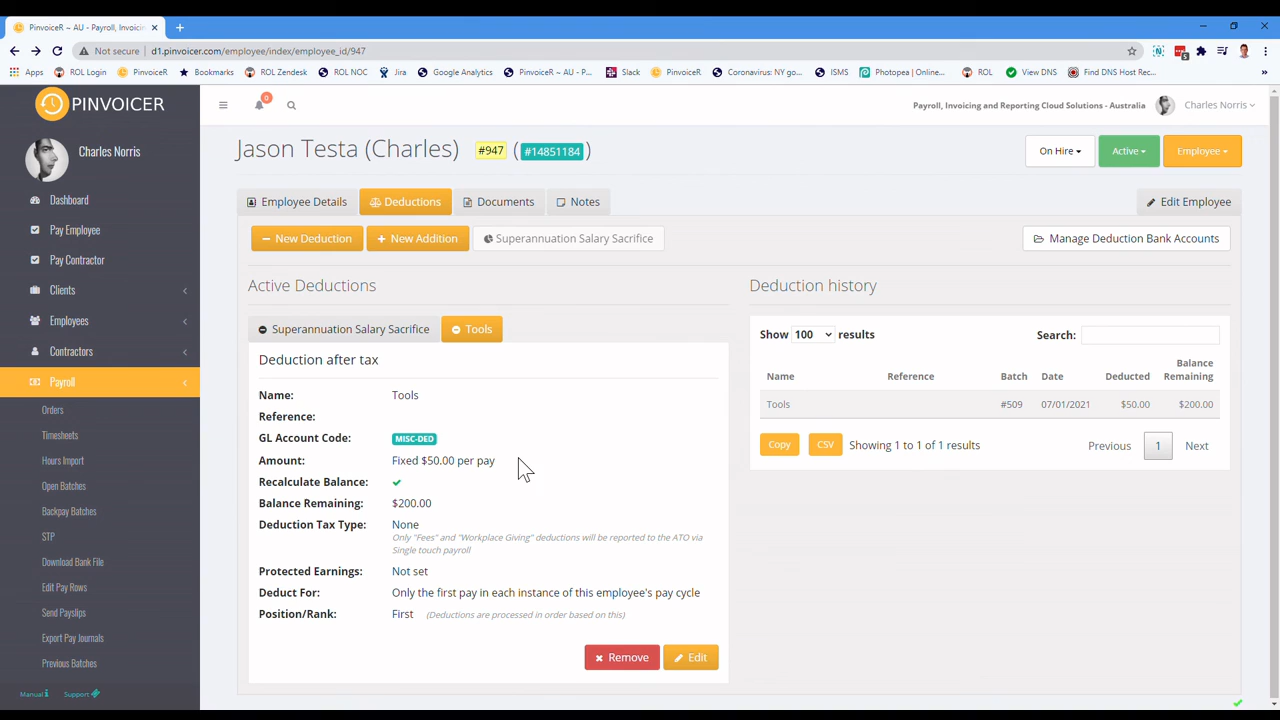 PinvoiceR ~ AU - Payroll, Invoicin
Not secure d1.pinvoicer.com/employee/index/employee_id/947
Apps ROL Login PinvoiceR Bookmarks ROL Zendesk ROL NOC Jira Google Analytics PinvoiceR ~ AU - P... Slack PinvoiceR Coronavirus: NY go... ISMS Photopea | Online... ROL View DNS Find DNS Host Rec...
PINVOICER
0
Payroll, Invoicing and Reporting Cloud Solutions - Australia
Charles Norris
Charles Norris
Dashboard
Pay Employee
Pay Contractor
Clients
Employees
Contractors
Payroll
Orders
Timesheets
Hours Import
Open Batches
Backpay Batches
STP
Download Bank File
Edit Pay Rows
Send Payslips
Export Pay Journals
Previous Batches
Manual
Support
Jason Testa (Charles) #947 (#14851184)
On Hire
Active
Employee
Employee Details
Deductions
Documents
Notes
Edit Employee
New Deduction
New Addition
Superannuation Salary Sacrifice
Manage Deduction Bank Accounts
Active Deductions
Superannuation Salary Sacrifice
Tools
Deduction after tax
Name: Tools
Reference:
GL Account Code: MISC-DED
Amount: Fixed $50.00 per pay
Recalculate Balance:
Balance Remaining: $200.00
Deduction Tax Type: None
Only "Fees" and "Workplace Giving" deductions will be reported to the ATO via
Single touch payroll
Protected Earnings: Not set
Deduct For: Only the first pay in each instance of this employee's pay cycle
Position/Rank: First (Deductions are processed in order based on this)
Remove
Edit
Deduction history
Show 100 results
Search:
Name Reference Batch Date Deducted Balance Remaining
Tools #509 07/01/2021 $50.00 $200.00
Copy
CSV
Showing 1 to 1 of 1 results
Previous 1 Next